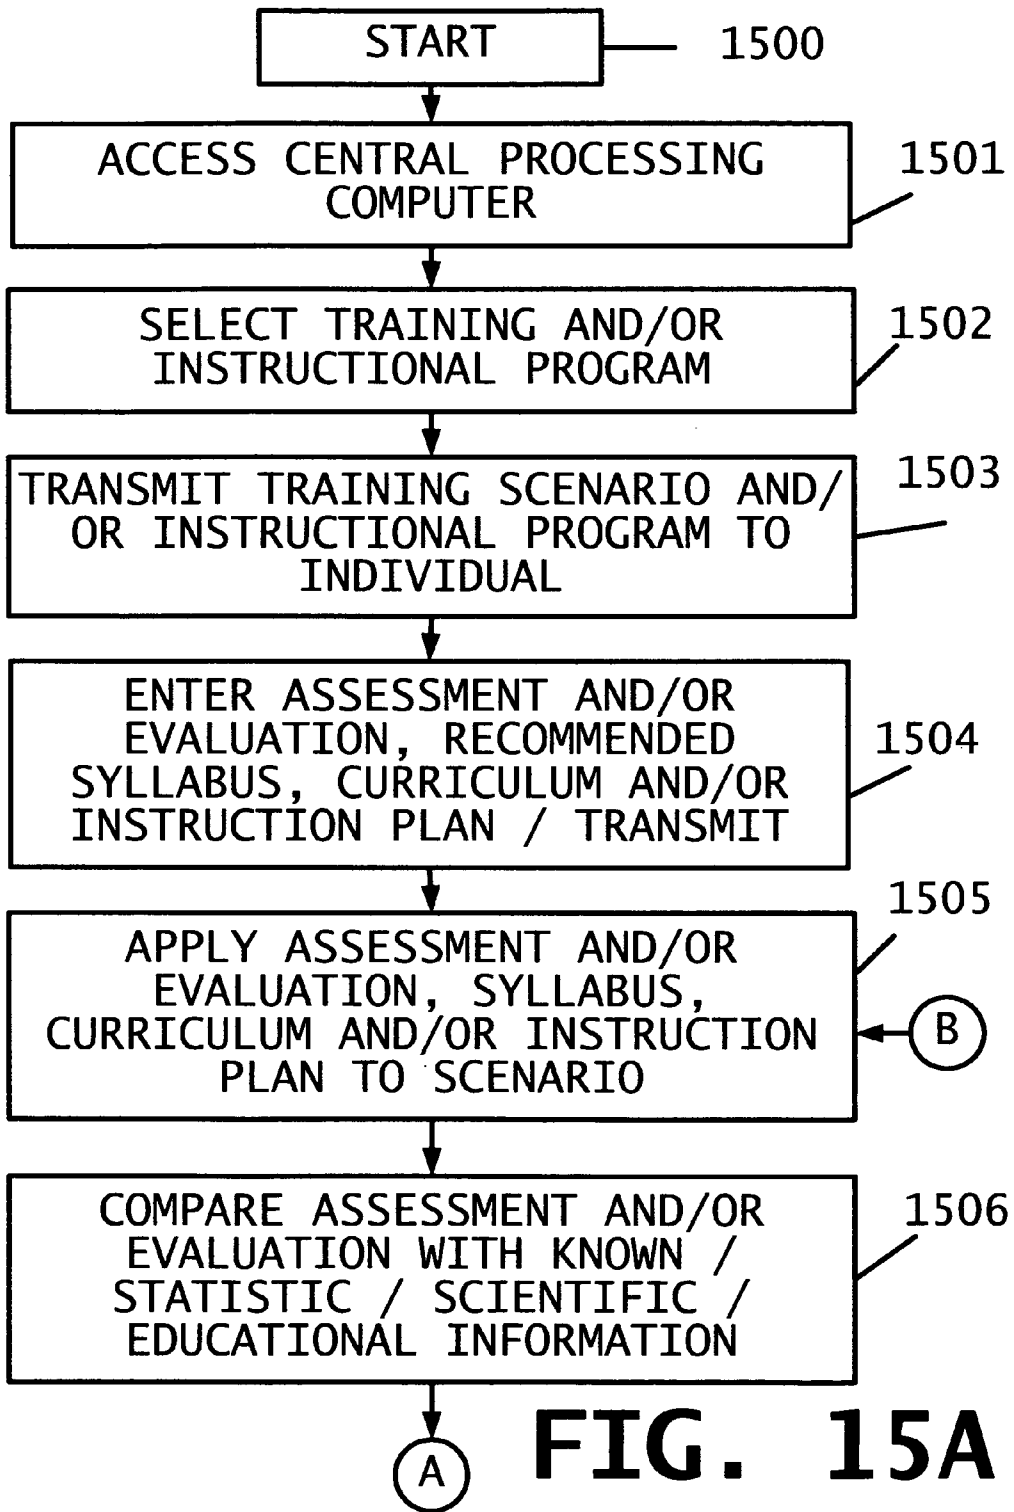 START
1500
ACCESS CENTRAL PROCESSING
COMPUTER
1501
SELECT TRAINING AND/OR
INSTRUCTIONAL PROGRAM
1502
TRANSMIT TRAINING SCENARIO AND/
OR INSTRUCTIONAL PROGRAM TO
INDIVIDUAL
1503
ENTER ASSESSMENT AND/OR
EVALUATION, RECOMMENDED
SYLLABUS, CURRICULUM AND/OR
INSTRUCTION PLAN / TRANSMIT
1504
APPLY ASSESSMENT AND/OR
EVALUATION, SYLLABUS,
CURRICULUM AND/OR INSTRUCTION
PLAN TO SCENARIO
1505
B
COMPARE ASSESSMENT AND/OR
EVALUATION WITH KNOWN /
STATISTIC / SCIENTIFIC /
EDUCATIONAL INFORMATION
1506
A
FIG. 15A